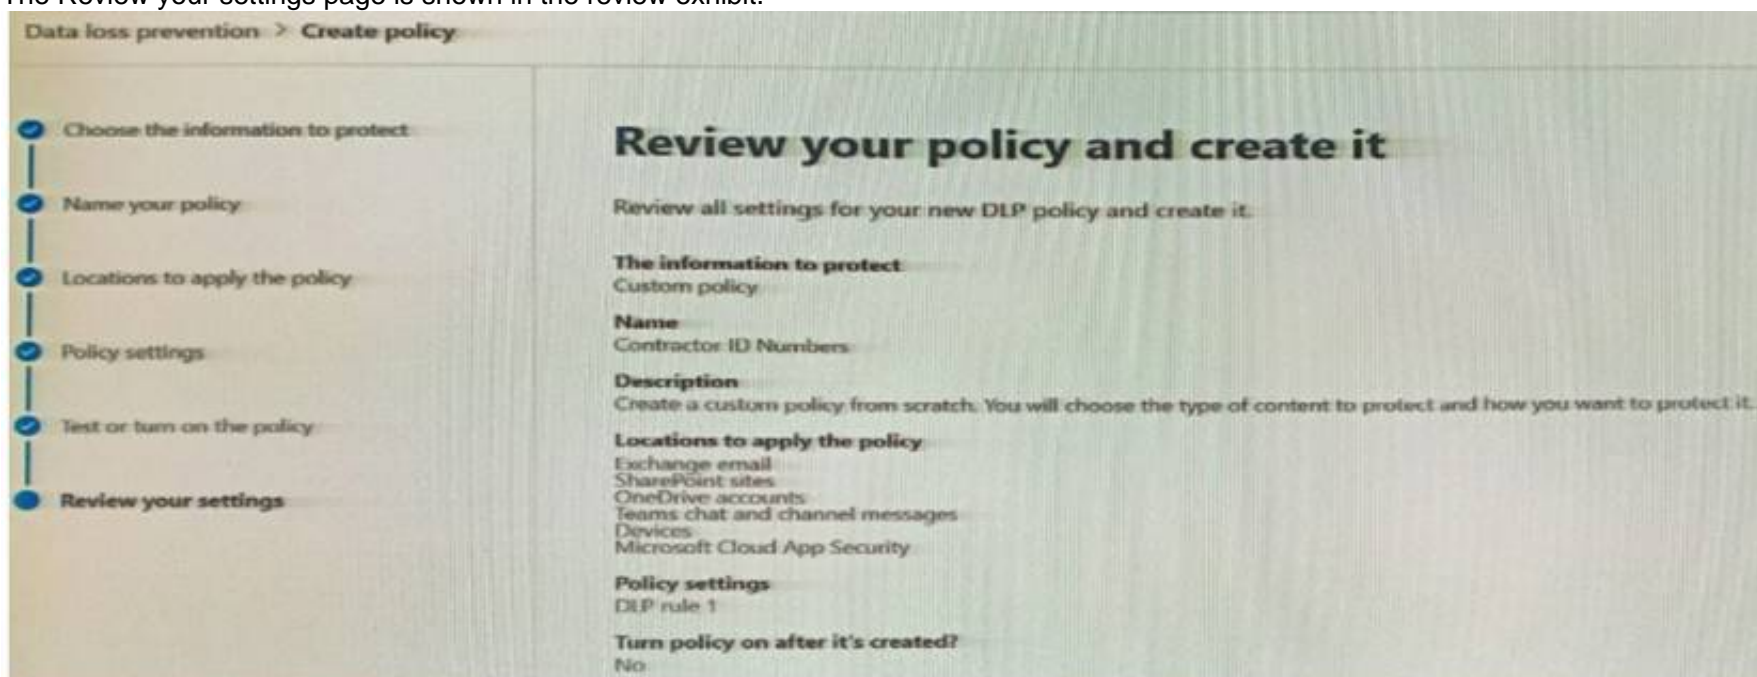 The Review your settings page is shown in the review exhibit.
Data loss prevention > Create policy
Choose the information to protect
Name your policy
Locations to apply the policy
Policy settings
Test or turn on the policy
Review your settings
Review your policy and create it
Review all settings for your new DLP policy and create it.
The information to protect
Custom policy
Name
Contractor ID Numbers
Description
Create a custom policy from scratch. You will choose the type of content to protect and how you want to protect it.
Locations to apply the policy
Exchange email
SharePoint sites
OneDrive accounts
Teams chat and channel messages
Devices
Microsoft Cloud App Security
Policy settings
DLP rule 1
Turn policy on after it's created?
No